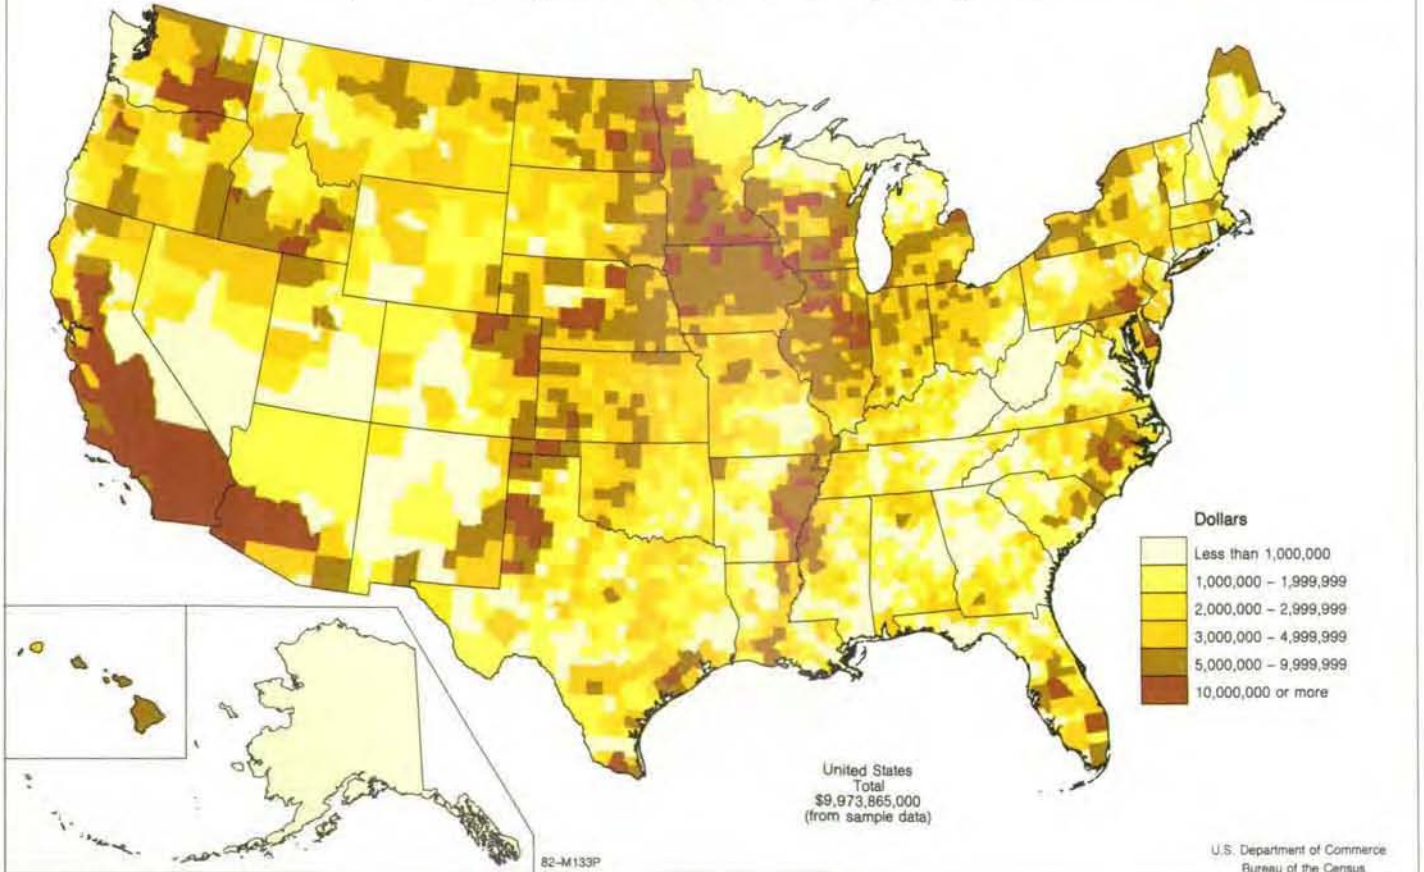 Dollars
Less than 1,000,000
1,000,000 – 1,999,999
2,000,000 – 2,999,999
3,000,000 – 4,999,999
5,000,000 – 9,999,999
10,000,000 or more
United States
Total
$9,973,865,000
(from sample data)
82-M133P
U.S. Department of Commerce
Bureau of the Census